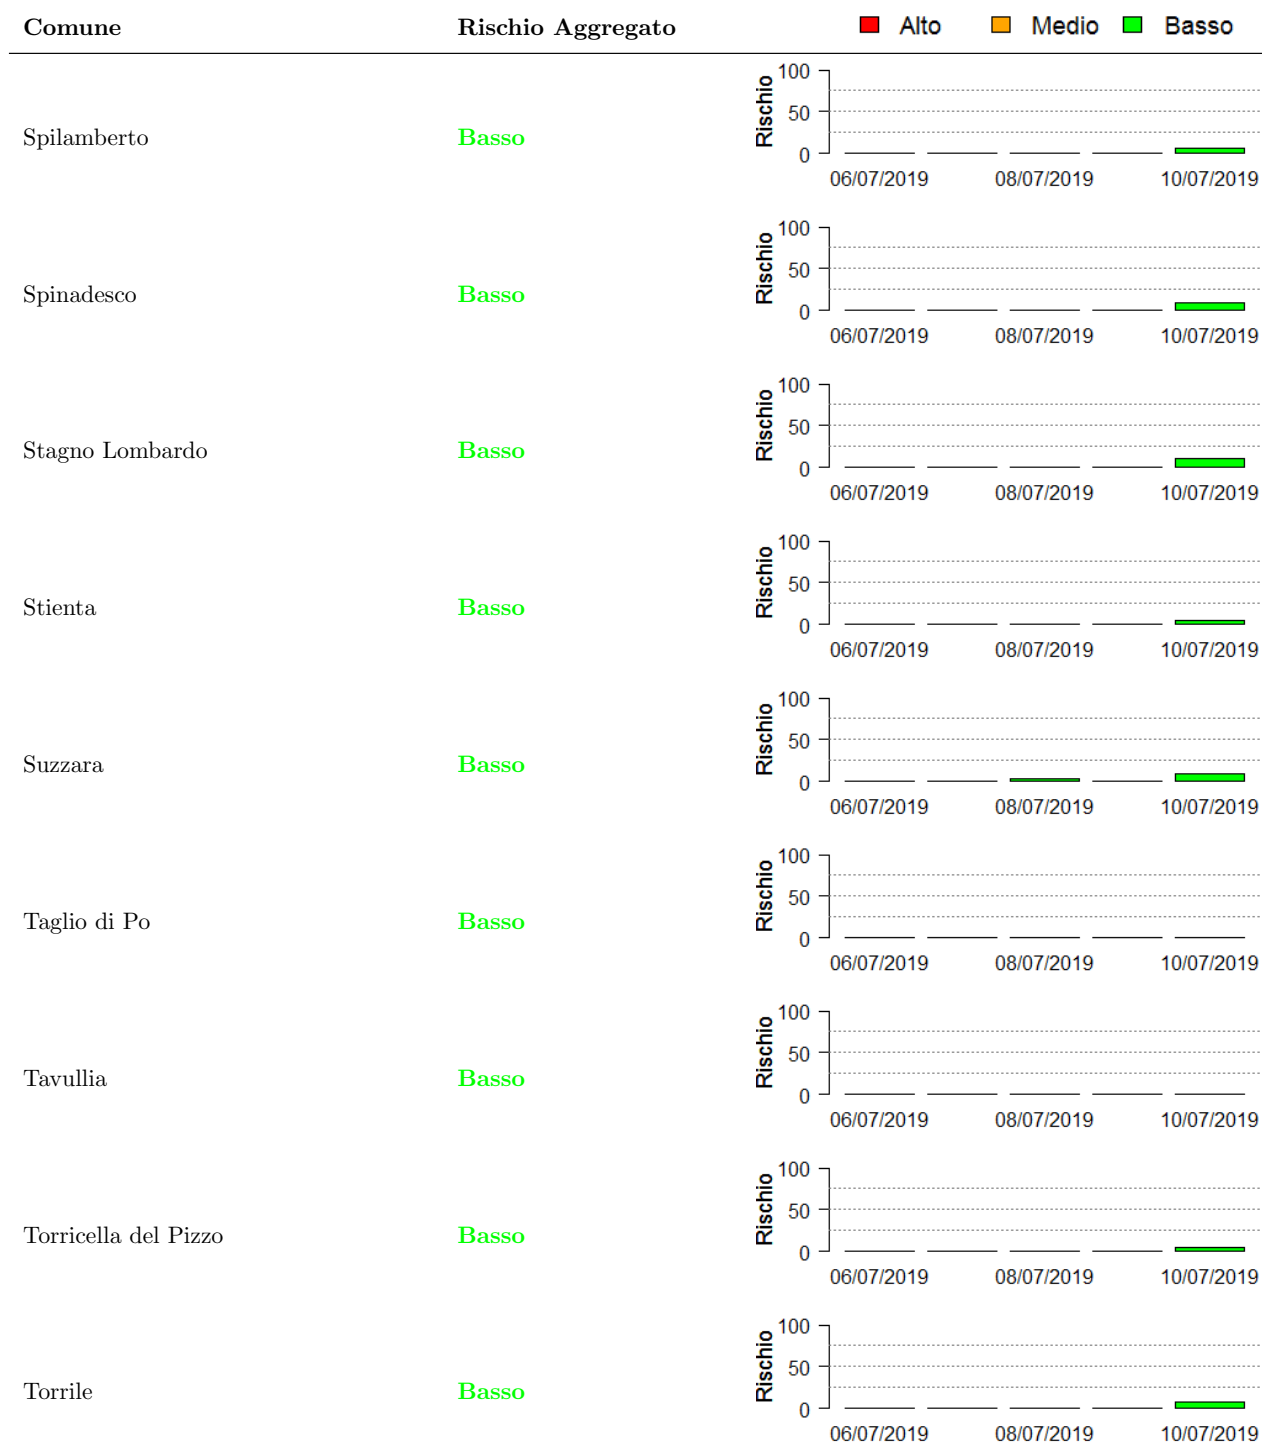 Comune Rischio Aggregato Alto Medio Basso
100
50
0
Rischio
Spilamberto Basso
06/07/2019 08/07/2019 10/07/2019
100
50
0
Rischio
Spinadesco Basso
06/07/2019 08/07/2019 10/07/2019
100
50
0
Rischio
Stagno Lombardo Basso
06/07/2019 08/07/2019 10/07/2019
100
50
0
Rischio
Stienta Basso
06/07/2019 08/07/2019 10/07/2019
100
50
0
Rischio
Suzzara Basso
06/07/2019 08/07/2019 10/07/2019
100
50
0
Rischio
Taglio di Po Basso
06/07/2019 08/07/2019 10/07/2019
100
50
0
Rischio
Tavullia Basso
06/07/2019 08/07/2019 10/07/2019
100
50
0
Rischio
Torricella del Pizzo Basso
06/07/2019 08/07/2019 10/07/2019
100
50
0
Rischio
Torrile Basso
06/07/2019 08/07/2019 10/07/2019